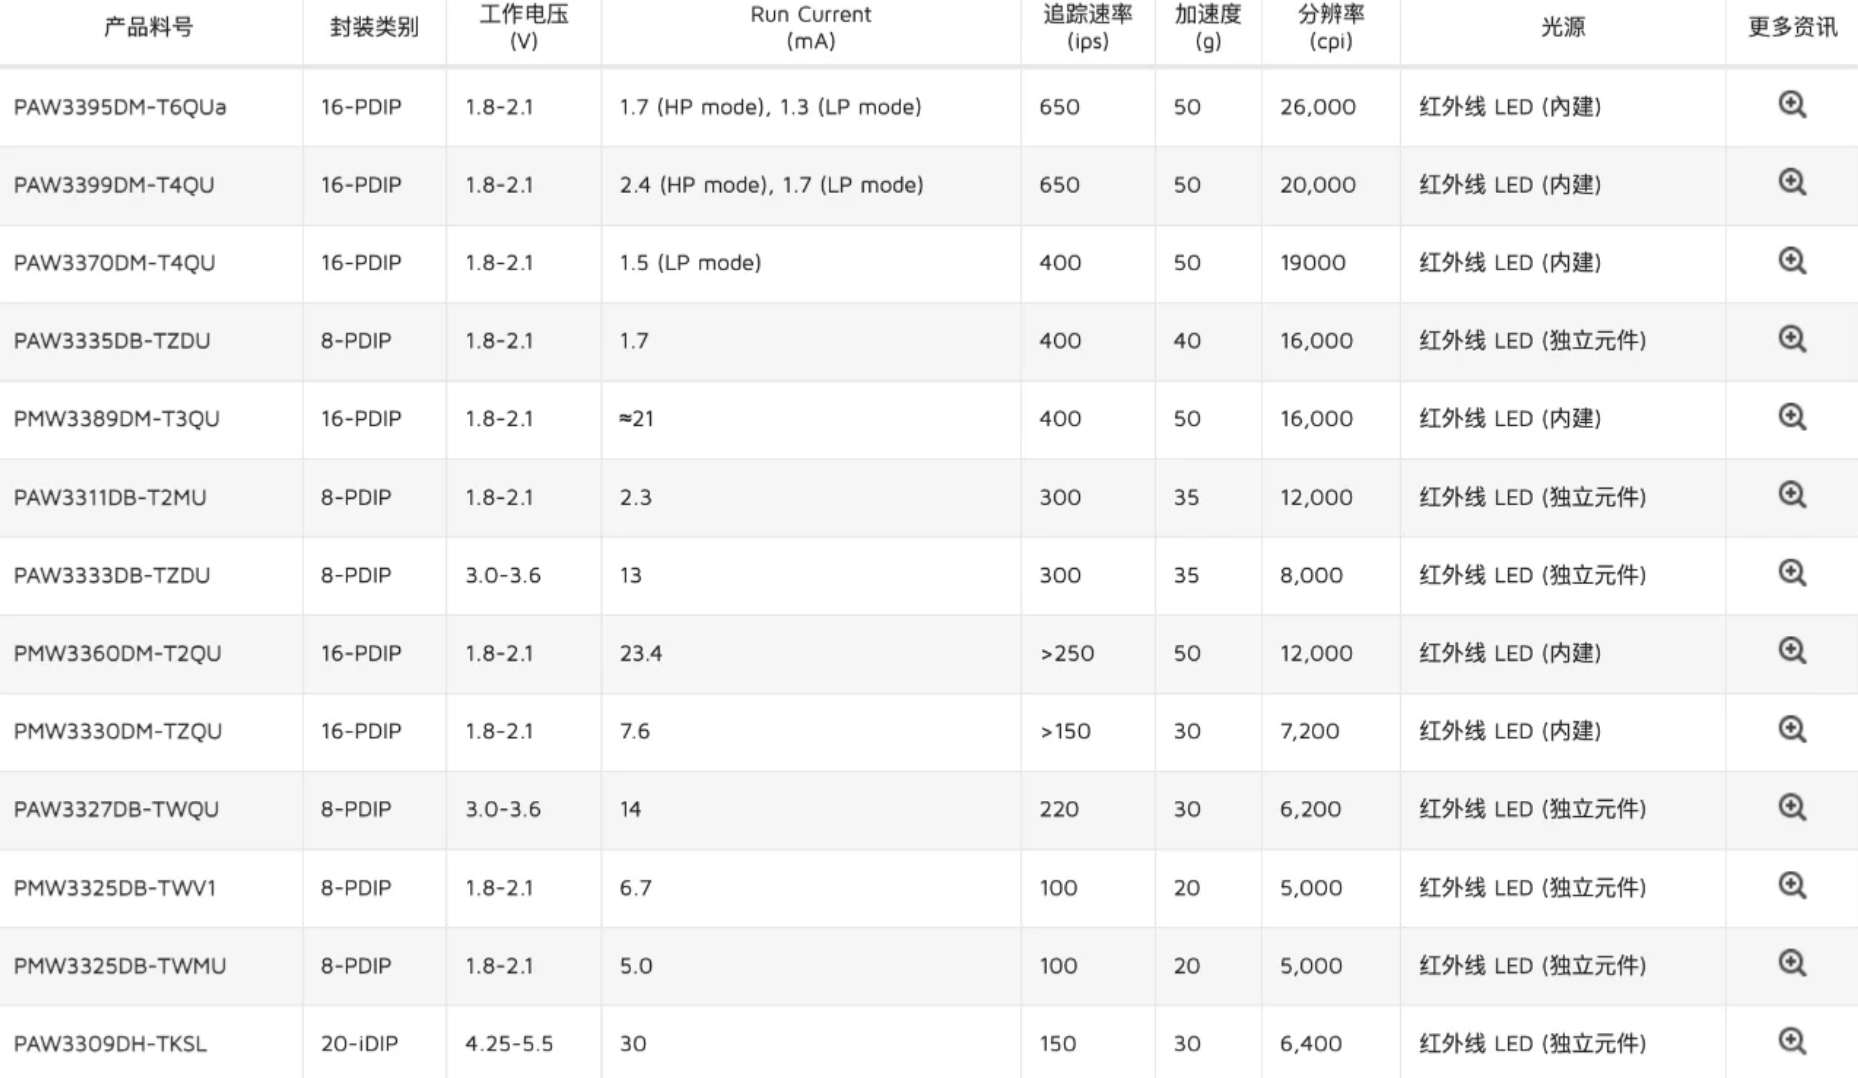 产品料号 封装类别 工作电压 (V) Run Current (mA) 追踪速率 (ips) 加速度 (g) 分辨率 (cpi) 光源 更多资讯
PAW3395DM-T6QUa 16-PDIP 1.8-2.1 1.7 (HP mode), 1.3 (LP mode) 650 50 26,000 红外线 LED (內建)
PAW3399DM-T4QU 16-PDIP 1.8-2.1 2.4 (HP mode), 1.7 (LP mode) 650 50 20,000 红外线 LED (内建)
PAW3370DM-T4QU 16-PDIP 1.8-2.1 1.5 (LP mode) 400 50 19000 红外线 LED (内建)
PAW3335DB-TZDU 8-PDIP 1.8-2.1 1.7 400 40 16,000 红外线 LED (独立元件)
PMW3389DM-T3QU 16-PDIP 1.8-2.1 ≈21 400 50 16,000 红外线 LED (内建)
PAW3311DB-T2MU 8-PDIP 1.8-2.1 2.3 300 35 12,000 红外线 LED (独立元件)
PAW3333DB-TZDU 8-PDIP 3.0-3.6 13 300 35 8,000 红外线 LED (独立元件)
PMW3360DM-T2QU 16-PDIP 1.8-2.1 23.4 >250 50 12,000 红外线 LED (内建)
PMW3330DM-TZQU 16-PDIP 1.8-2.1 7.6 >150 30 7,200 红外线 LED (内建)
PAW3327DB-TWQU 8-PDIP 3.0-3.6 14 220 30 6,200 红外线 LED (独立元件)
PMW3325DB-TWV1 8-PDIP 1.8-2.1 6.7 100 20 5,000 红外线 LED (独立元件)
PMW3325DB-TWMU 8-PDIP 1.8-2.1 5.0 100 20 5,000 红外线 LED (独立元件)
PAW3309DH-TKSL 20-iDIP 4.25-5.5 30 150 30 6,400 红外线 LED (独立元件)